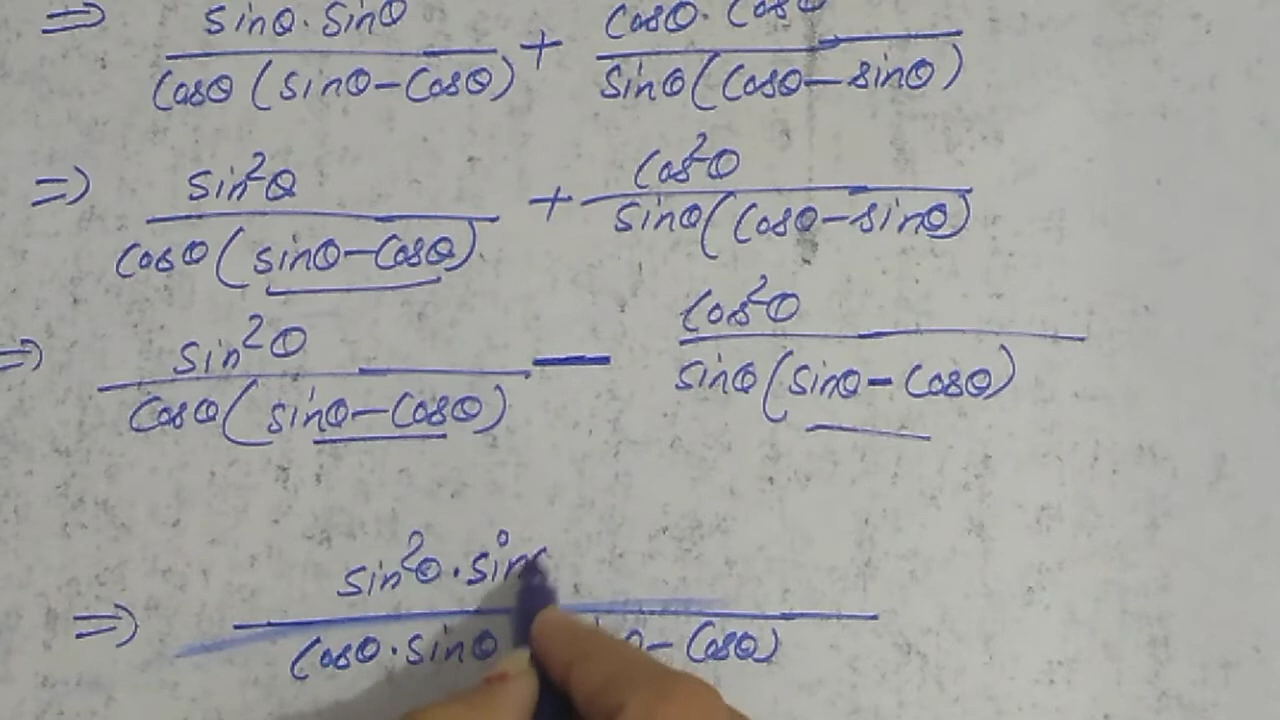 ⇒ sinθ·sinθ / cosθ(sinθ-cosθ) + cosθ·cosθ / sinθ(cosθ-sinθ)
⇒ sin²θ / cosθ(sinθ-cosθ) + cos²θ / sinθ(cosθ-sinθ)
⇒ sin²θ / cosθ(sinθ-cosθ) - cos²θ / sinθ(sinθ-cosθ)
⇒ sin²θ·sin / cosθ·sinθ -cosθ)